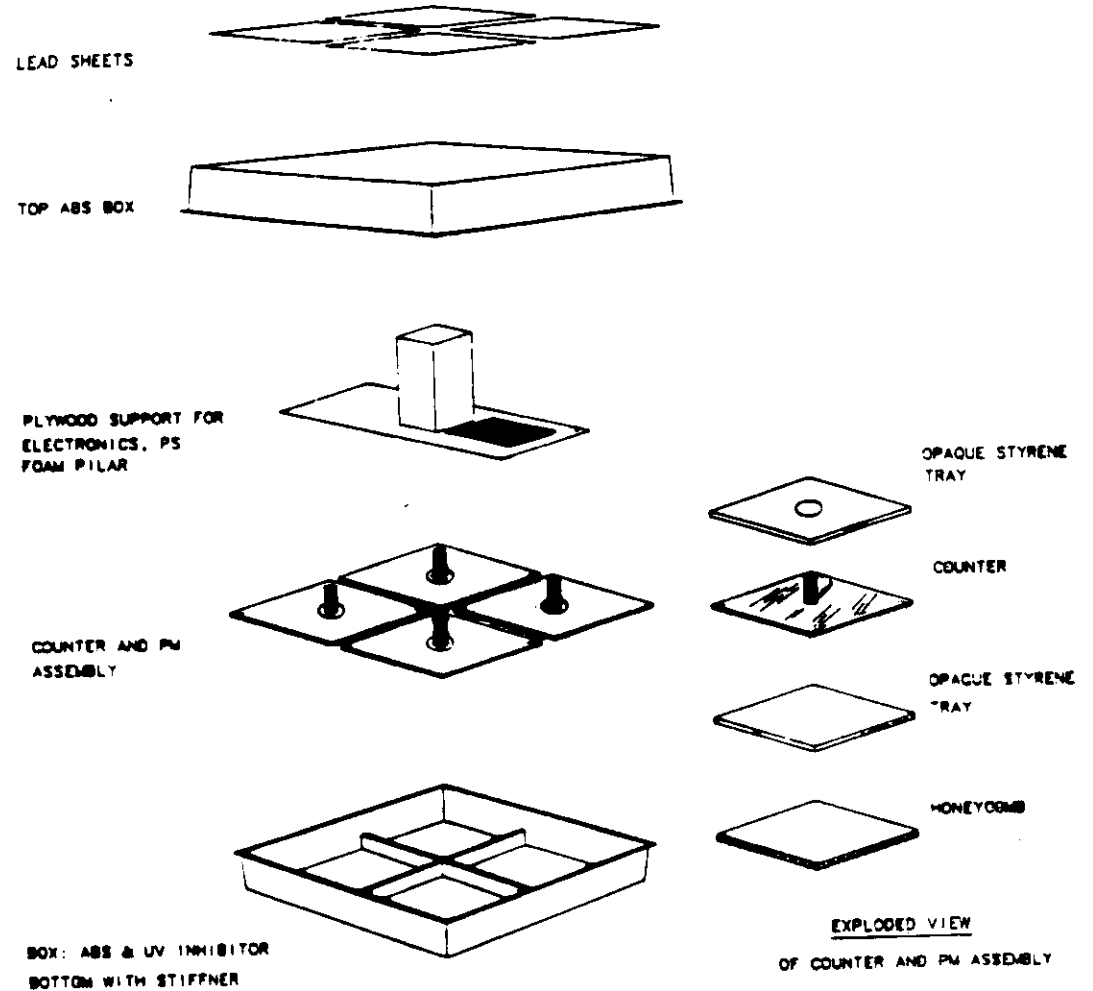 LEAD SHEETS
TOP ABS BOX
PLYWOOD SUPPORT FOR
ELECTRONICS, PS
FOAM PILAR
OPAQUE STYRENE
TRAY
COUNTER
COUNTER AND PM
ASSEMBLY
OPAQUE STYRENE
TRAY
HONEYCOMB
BOX: ABS & UV INHIBITOR
BOTTOM WITH STIFFNER
EXPLODED VIEW
OF COUNTER AND PM ASSEMBLY